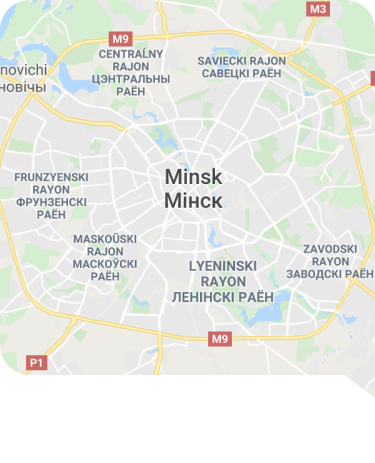 M3
M9
CENTRALNY
RAJON
ЦЭНТРАЛЬНЫ
РАЁН
SAVIECKI RAJON
САВЕЦКІ РАЁН
novichi
новічы
Minsk
Мінск
FRUNZYENSKI
RAYON
ФРУНЗЕНСКІ
РАЁН
MASKOŬSKI
RAJON
МАСКОЎСКІ
РАЁН
ZAVODSKI
RAYON
ЗАВОДСКІ РАЁН
LYENINSKI
RAYON
ЛЕНІНСКІ РАЁН
M9
P1